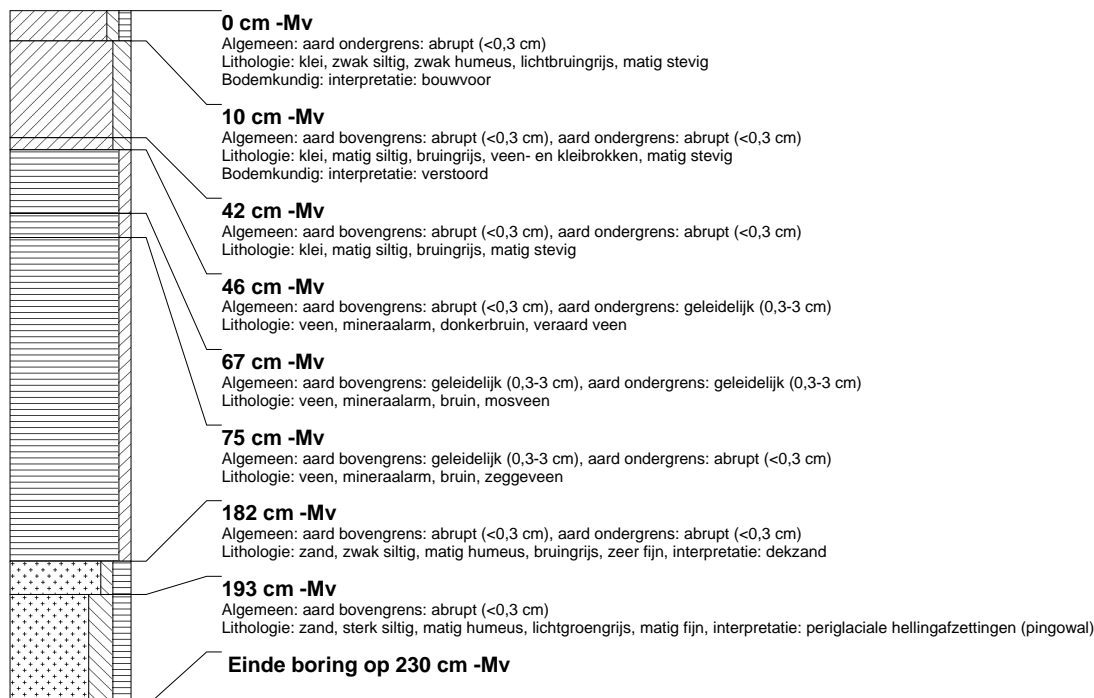 0 cm -Mv
Algemeen: aard ondergrens: abrupt (<0,3 cm)
Lithologie: klei, zwak siltig, zwak humeus, lichtbruingrijs, matig stevig
Bodemkundig: interpretatie: bouwvoor
10 cm -Mv
Algemeen: aard bovengrens: abrupt (<0,3 cm), aard ondergrens: abrupt (<0,3 cm)
Lithologie: klei, matig siltig, bruingrijs, veen- en kleibrokken, matig stevig
Bodemkundig: interpretatie: verstoord
42 cm -Mv
Algemeen: aard bovengrens: abrupt (<0,3 cm), aard ondergrens: abrupt (<0,3 cm)
Lithologie: klei, matig siltig, bruingrijs, matig stevig
46 cm -Mv
Algemeen: aard bovengrens: abrupt (<0,3 cm), aard ondergrens: geleidelijk (0,3-3 cm)
Lithologie: veen, mineraalarm, donkerbruin, veraard veen
67 cm -Mv
Algemeen: aard bovengrens: geleidelijk (0,3-3 cm), aard ondergrens: geleidelijk (0,3-3 cm)
Lithologie: veen, mineraalarm, bruin, mosveen
75 cm -Mv
Algemeen: aard bovengrens: geleidelijk (0,3-3 cm), aard ondergrens: abrupt (<0,3 cm)
Lithologie: veen, mineraalarm, bruin, zeggeveen
182 cm -Mv
Algemeen: aard bovengrens: abrupt (<0,3 cm), aard ondergrens: abrupt (<0,3 cm)
Lithologie: zand, zwak siltig, matig humeus, bruingrijs, zeer fijn, interpretatie: dekzand
193 cm -Mv
Algemeen: aard bovengrens: abrupt (<0,3 cm)
Lithologie: zand, sterk siltig, matig humeus, lichtgroengrijs, matig fijn, interpretatie: periglaciale hellingafzettingen (pingowal)
Einde boring op 230 cm -Mv